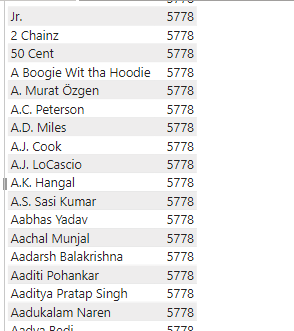 Jr. 5778
2 Chainz 5778
50 Cent 5778
A Boogie Wit tha Hoodie 5778
A. Murat Özgen 5778
A.C. Peterson 5778
A.D. Miles 5778
A.J. Cook 5778
A.J. LoCascio 5778
A.K. Hangal 5778
A.S. Sasi Kumar 5778
Aabhas Yadav 5778
Aachal Munjal 5778
Aadarsh Balakrishna 5778
Aaditi Pohankar 5778
Aaditya Pratap Singh 5778
Aadukalam Naren 5778
Aadya Bedi 5778